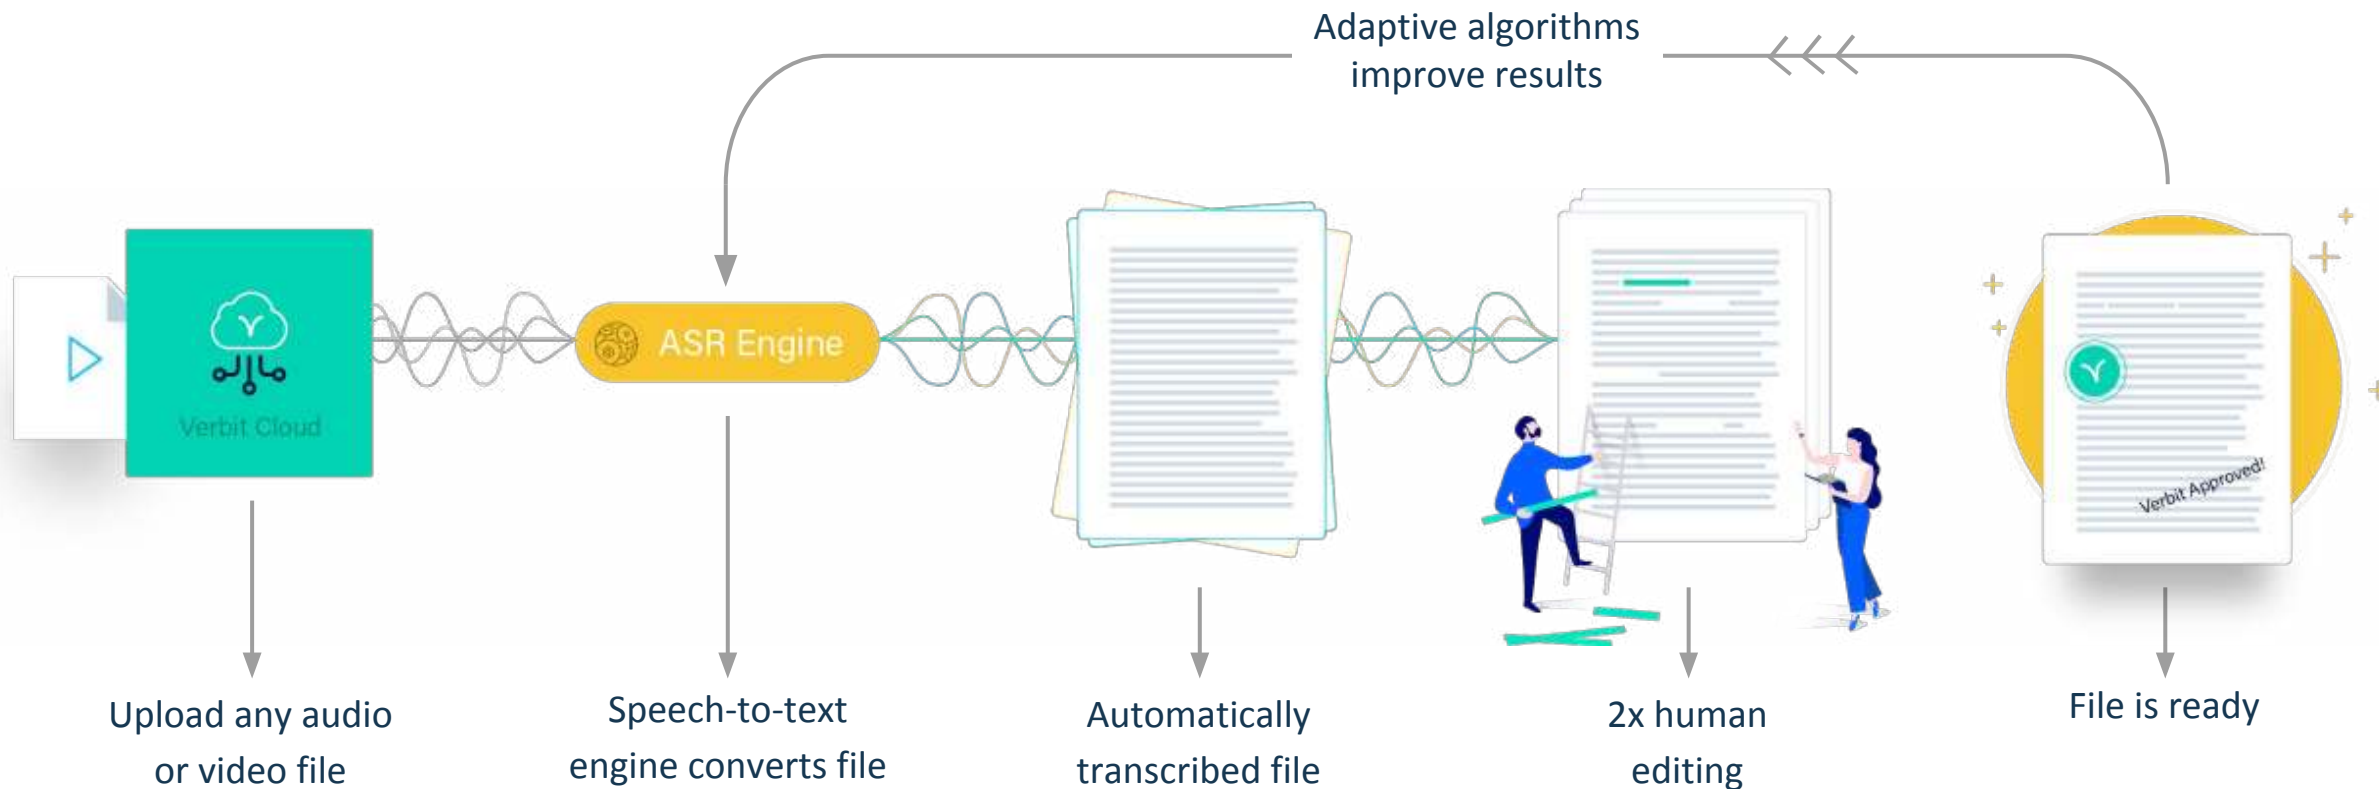 Adaptive algorithms
improve results
Verbit Cloud
ASR Engine
Verbit Approved!
Upload any audio
or video file
Speech-to-text
engine converts file
Automatically
transcribed file
2x human
editing
File is ready